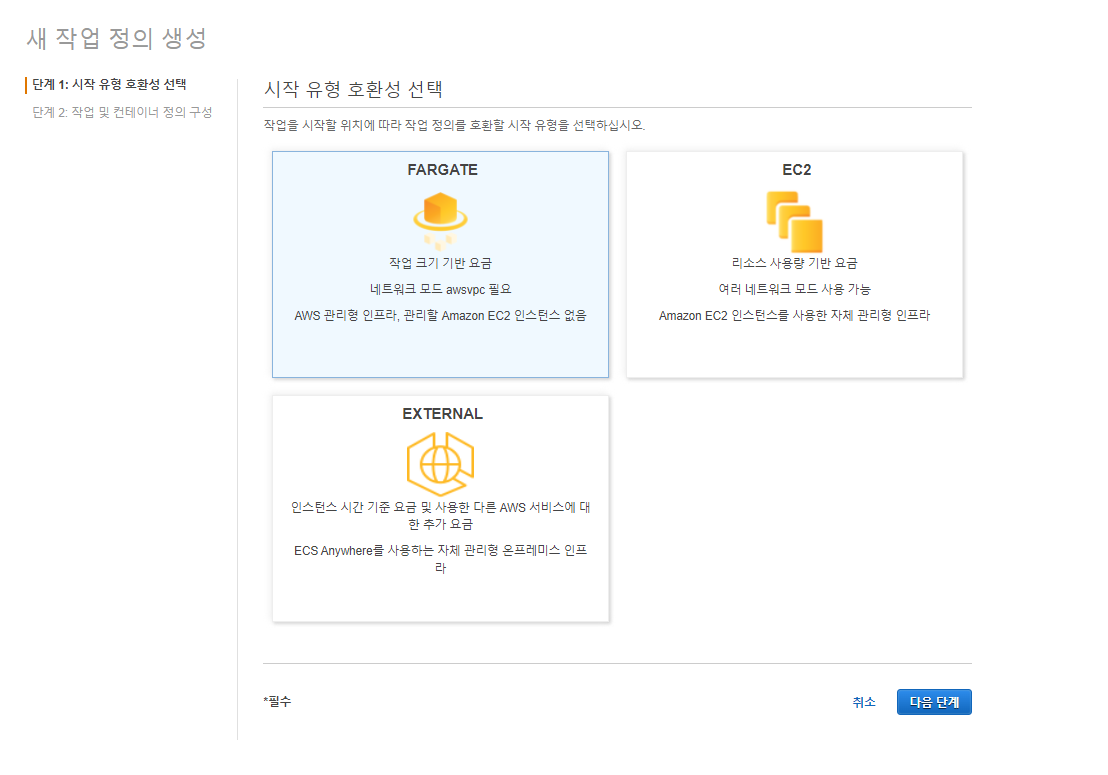 새 작업 정의 생성
단계 1: 시작 유형 호환성 선택
단계 2: 작업 및 컨테이너 정의 구성
시작 유형 호환성 선택
작업을 시작할 위치에 따라 작업 정의를 호환할 시작 유형을 선택하십시오.
FARGATE
작업 크기 기반 요금
네트워크 모드 awsvpc 필요
AWS 관리형 인프라, 관리할 Amazon EC2 인스턴스 없음
EC2
리소스 사용량 기반 요금
여러 네트워크 모드 사용 가능
Amazon EC2 인스턴스를 사용한 자체 관리형 인프라
EXTERNAL
인스턴스 시간 기준 요금 및 사용한 다른 AWS 서비스에 대
한 추가 요금
ECS Anywhere를 사용하는 자체 관리형 온프레미스 인프
라
*필수
취소
다음 단계